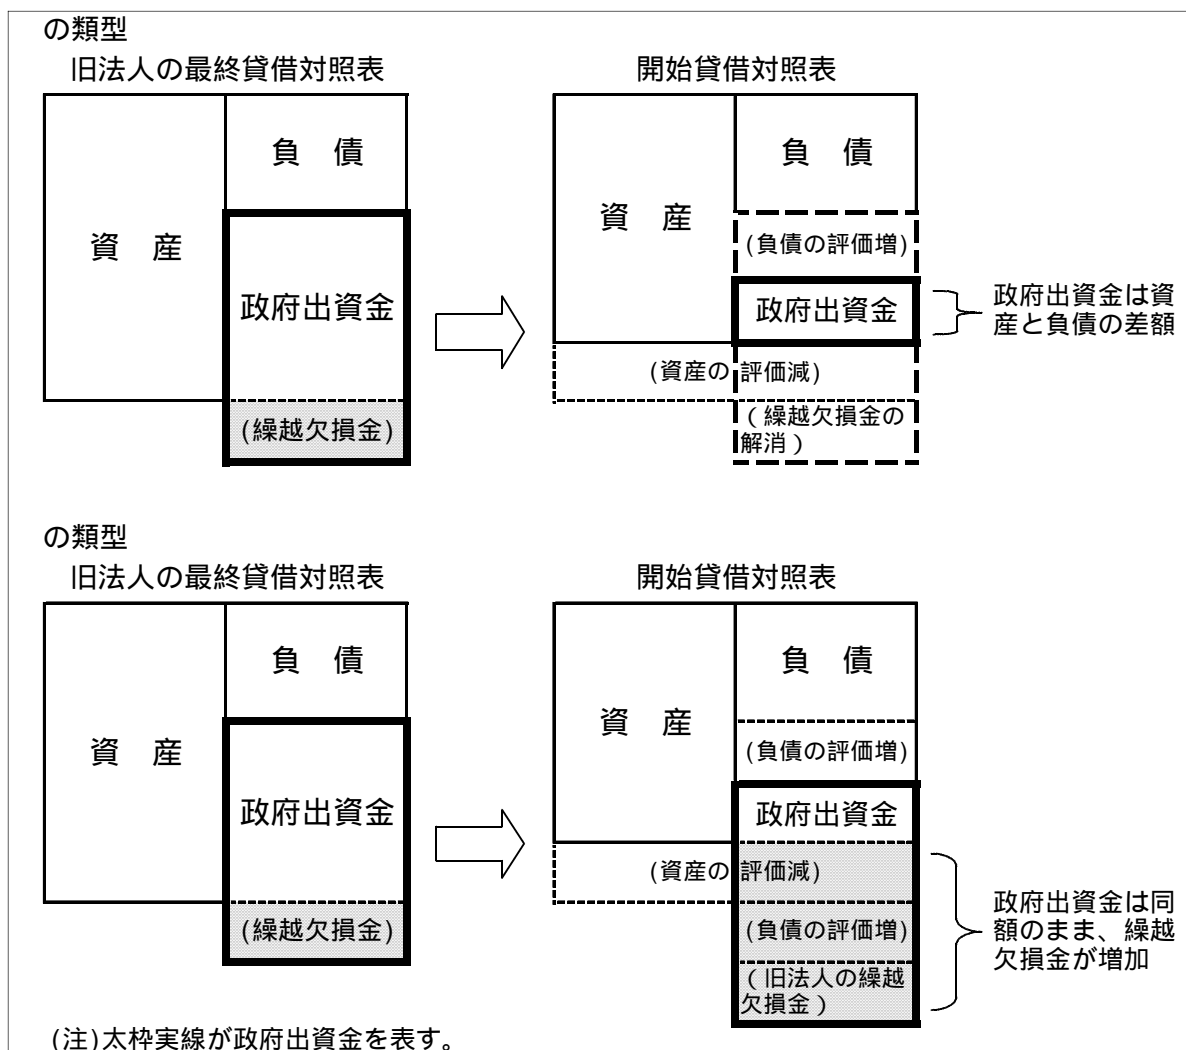 の類型
旧法人の最終貸借対照表
開始貸借対照表
資 産
負 債
政府出資金
(繰越欠損金)
資 産
負 債
(負債の評価増)
政府出資金
(資産の評価減)
(繰越欠損金の
解消)
政府出資金は資
産と負債の差額
の類型
旧法人の最終貸借対照表
開始貸借対照表
資 産
負 債
政府出資金
(繰越欠損金)
資 産
負 債
(負債の評価増)
政府出資金
(資産の評価減)
(負債の評価増)
(旧法人の繰越
欠損金)
政府出資金は同
額のまま、繰越
欠損金が増加
(注)太枠実線が政府出資金を表す。